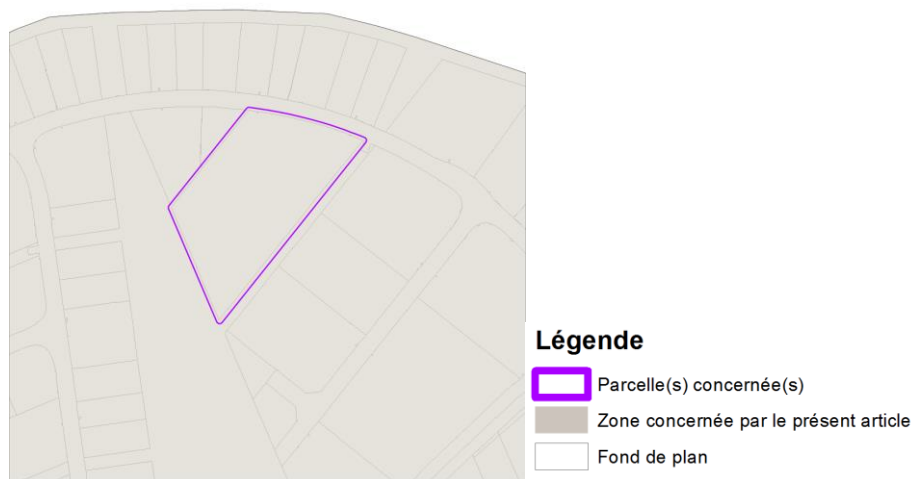 Légende
Parcelle(s) concernée(s)
Zone concernée par le présent article
Fond de plan